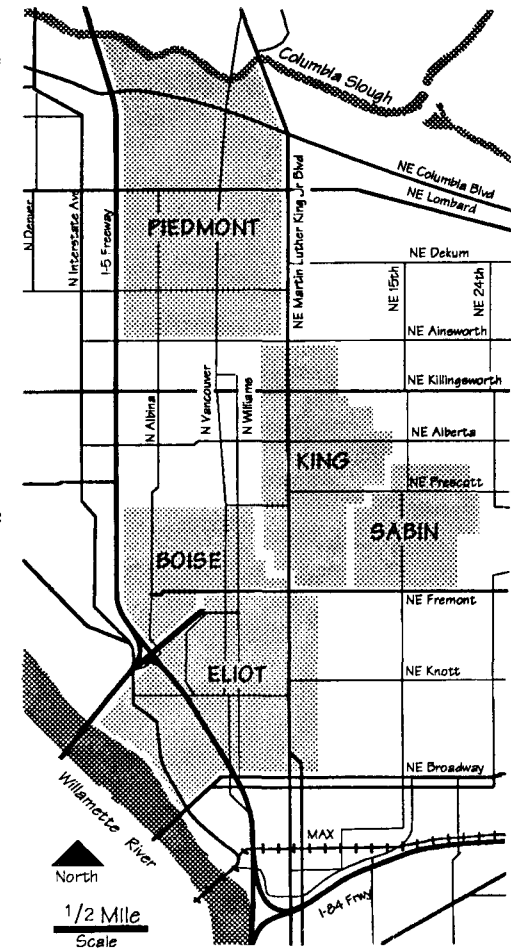 Columbia Slough
NE Columbia Blvd
NE Lombard
N Denver
N Interstate Av
I-5 Freeway
PIEDMONT
NE Martin Luther King Jr Blvd
NE Dekum
NE 15th
NE 24th
NE Ainsworth
N Albina
N Vancouver
N Williams
NE Killingsworth
NE Alberta
KING
NE Prescott
SABIN
BOISE
NE Fremont
ELIOT
NE Knott
NE Broadway
Willamette River
MAX
I-84 Frwy
North
1/2 Mile
Scale